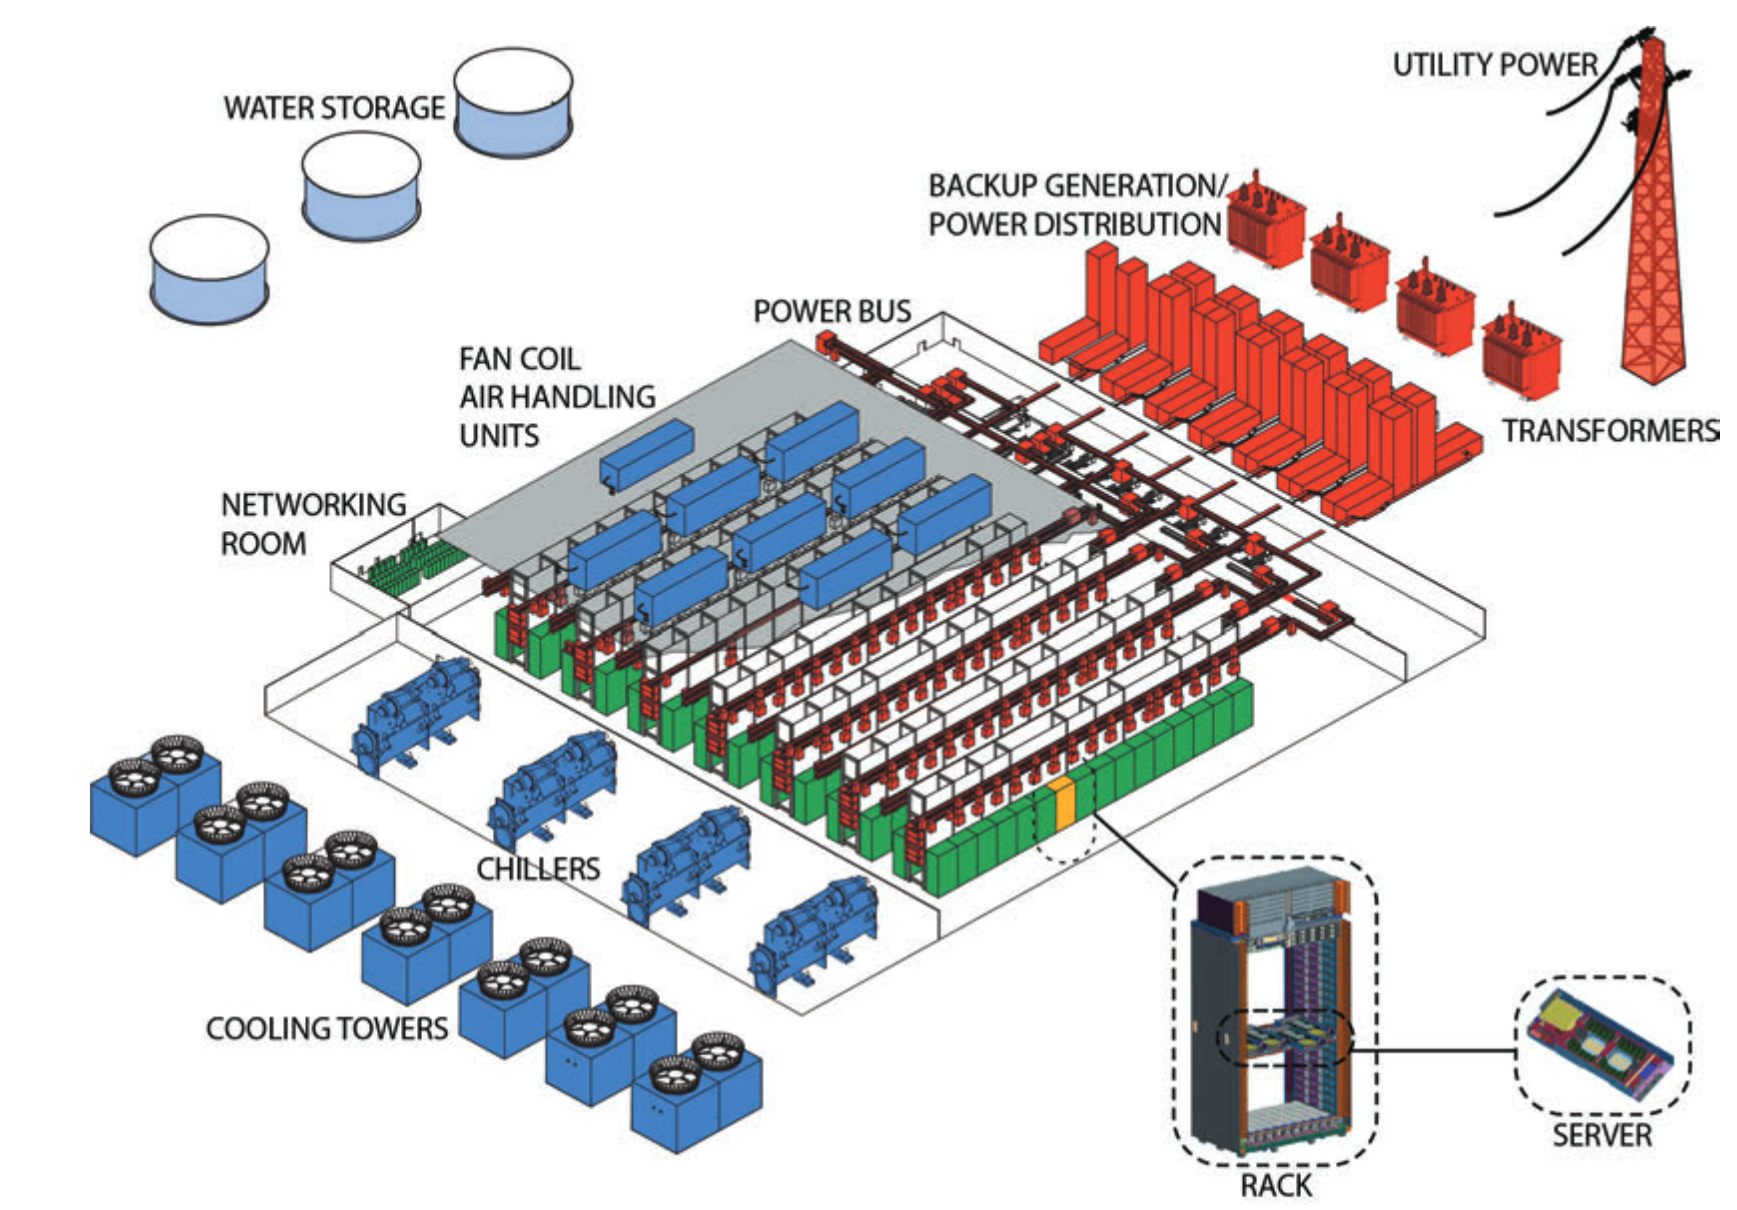 UTILITY POWER
WATER STORAGE
BACKUP GENERATION/
POWER DISTRIBUTION
POWER BUS
FAN COIL
AIR HANDLING
UNITS
TRANSFORMERS
NETWORKING
ROOM
CHILLERS
COOLING TOWERS
SERVER
RACK